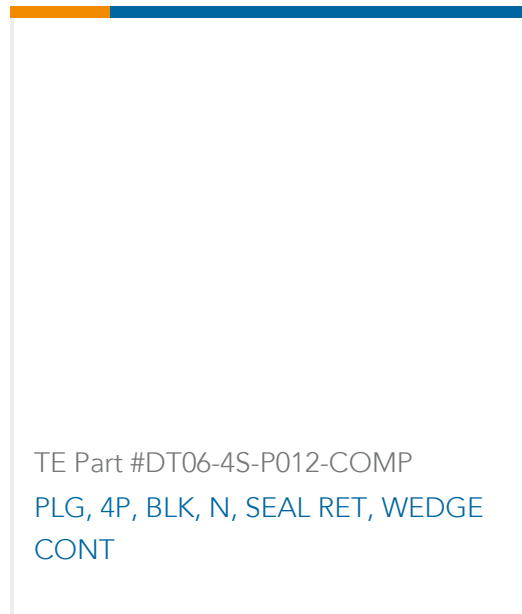 TE Part #DT06-4S-P012-COMP
PLG, 4P, BLK, N, SEAL RET, WEDGE
CONT